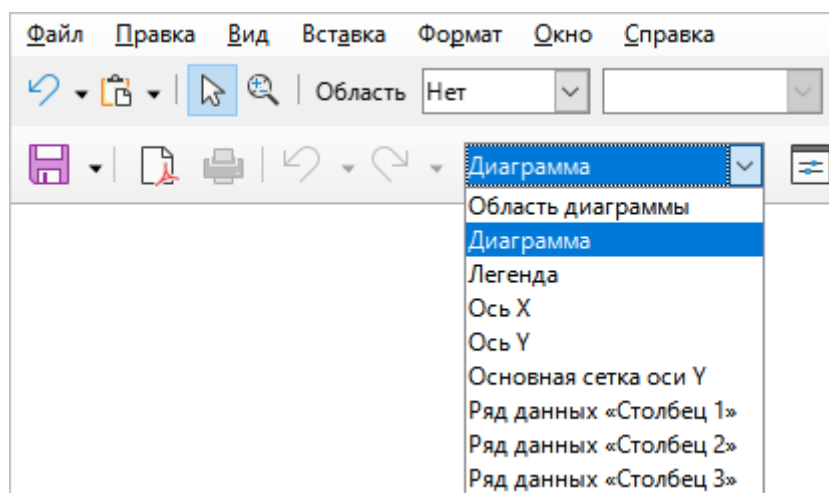 Файл Правка Вид Вставка Формат Окно Справка
Область Нет
Диаграмма
Область диаграммы
Диаграмма
Легенда
Ось X
Ось Y
Основная сетка оси Y
Ряд данных «Столбец 1»
Ряд данных «Столбец 2»
Ряд данных «Столбец 3»